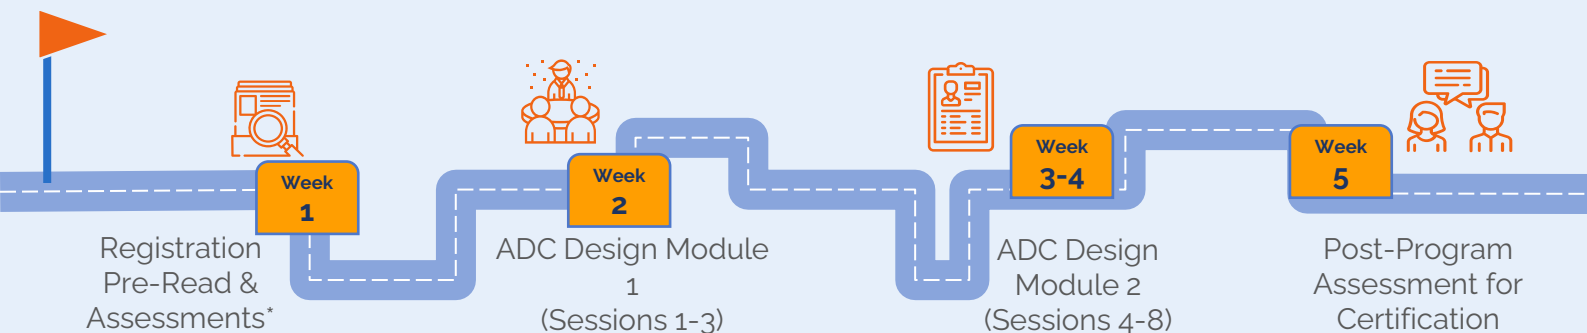 Week
1
Registration
Pre-Read &
Assessments*
Week
2
ADC Design Module
1
(Sessions 1-3)
Week
3-4
ADC Design
Module 2
(Sessions 4-8)
Week
5
Post-Program
Assessment for
Certification